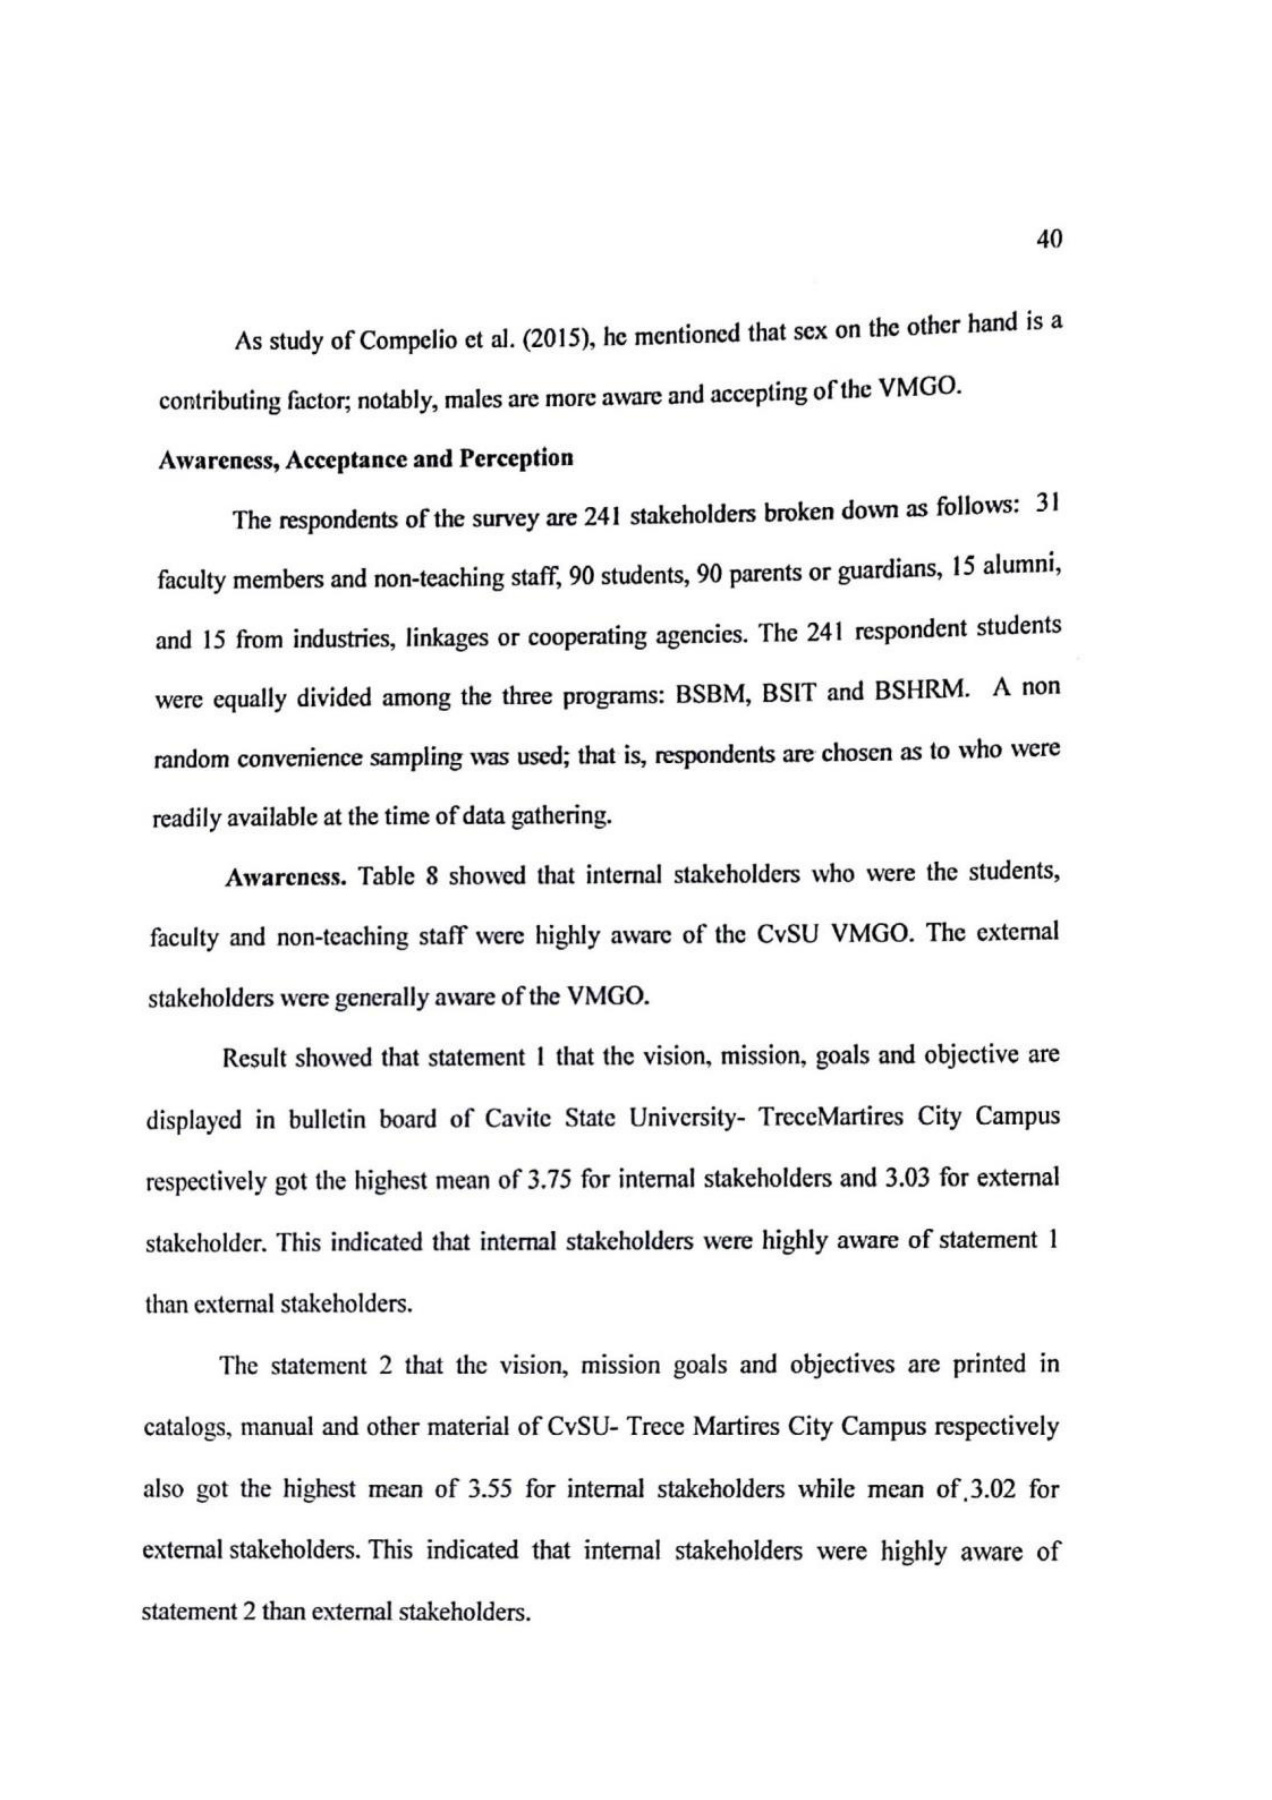 40
As study of Compelio et al. (2015), he mentioned that sex on the other hand is a
contributing factor; notably, males are more aware and accepting of the VMGO.
Awareness, Acceptance and Perception
The respondents of the survey are 241 stakeholders broken down as follows: 31
faculty members and non-teaching staff, 90 students, 90 parents or guardians, 15 alumni,
and 15 from industries, linkages or cooperating agencies. The 241 respondent students
were equally divided among the three programs: BSBM, BSIT and BSHRM. A non
random convenience sampling was used; that is, respondents are chosen as to who were
readily available at the time of data gathering.
Awareness. Table 8 showed that internal stakeholders who were the students,
faculty and non-teaching staff were highly aware of the CvSU VMGO. The external
stakeholders were generally aware of the VMGO.
Result showed that statement 1 that the vision, mission, goals and objective are
displayed in bulletin board of Cavite State University- TreceMartires City Campus
respectively got the highest mean of 3.75 for internal stakeholders and 3.03 for external
stakeholder. This indicated that internal stakeholders were highly aware of statement 1
than external stakeholders.
The statement 2 that the vision, mission goals and objectives are printed in
catalogs, manual and other material of CvSU- Trece Martires City Campus respectively
also got the highest mean of 3.55 for internal stakeholders while mean of 3.02 for
external stakeholders. This indicated that internal stakeholders were highly aware of
statement 2 than external stakeholders.